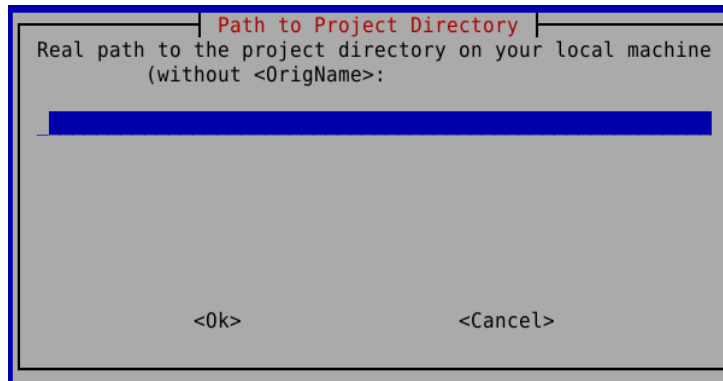 Path to Project Directory
Real path to the project directory on your local machine
(without <OrigName>:
<Ok> <Cancel>